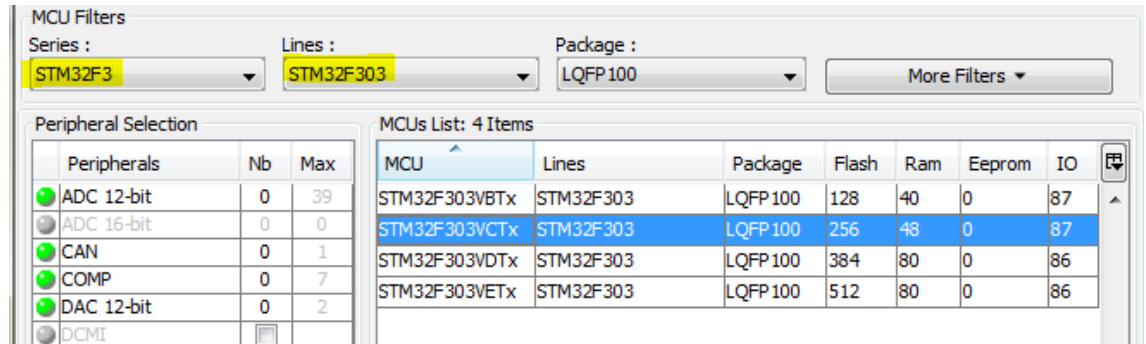 MCU Filters
Series : Lines : Package :
STM32F3 STM32F303 LQFP100 More Filters
Peripheral Selection MCUs List: 4 Items
Peripherals Nb Max MCU Lines Package Flash Ram Eeprom IO
ADC 12-bit 0 39 STM32F303VBTx STM32F303 LQFP100 128 40 0 87
ADC 16-bit 0 0 STM32F303VCTx STM32F303 LQFP100 256 48 0 87
CAN 0 1 STM32F303VDTx STM32F303 LQFP100 384 80 0 86
COMP 0 7 STM32F303VETx STM32F303 LQFP100 512 80 0 86
DAC 12-bit 0 2
DCMI